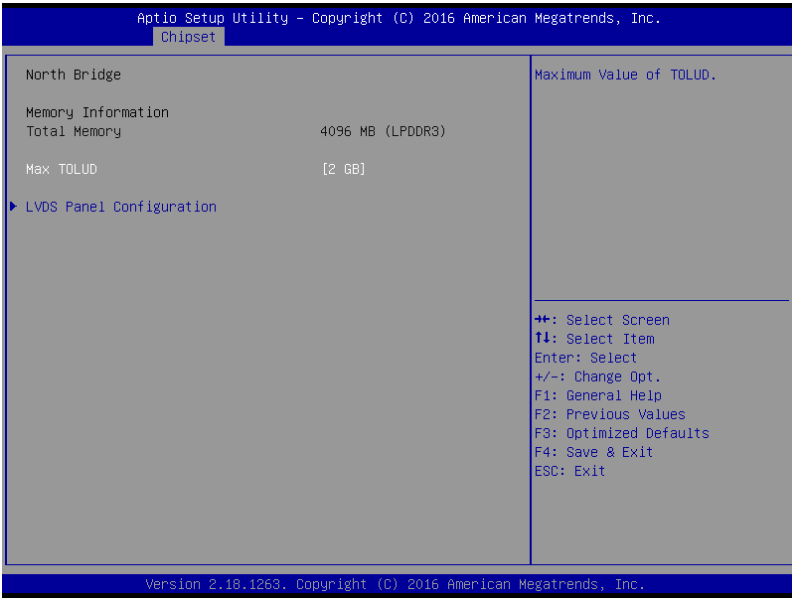 Aptio Setup Utility – Copyright (C) 2016 American Megatrends, Inc.
Chipset
North Bridge
Memory Information
Total Memory 4096 MB (LPDDR3)
Max TOLUD [2 GB]
LVDS Panel Configuration
Maximum Value of TOLUD.
→←: Select Screen
↑↓: Select Item
Enter: Select
+/-: Change Opt.
F1: General Help
F2: Previous Values
F3: Optimized Defaults
F4: Save & Exit
ESC: Exit
Version 2.18.1263. Copyright (C) 2016 American Megatrends, Inc.